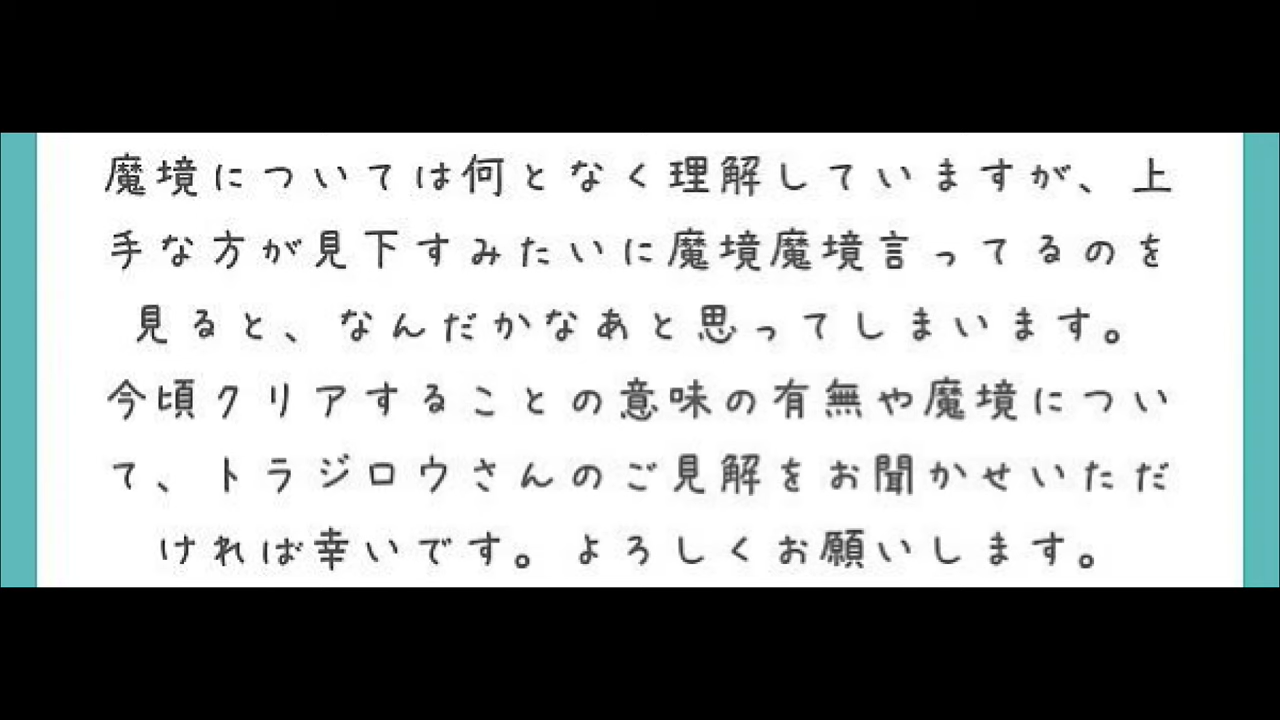 魔境については何となく理解していますが、上
手な方が見下すみたいに魔境魔境言ってるのを
見ると、なんだかなあと思ってしまいます。
今頃クリアすることの意味の有無や魔境につい
て、トラジロウさんのご見解をお聞かせいただ
ければ幸いです。よろしくお願いします。